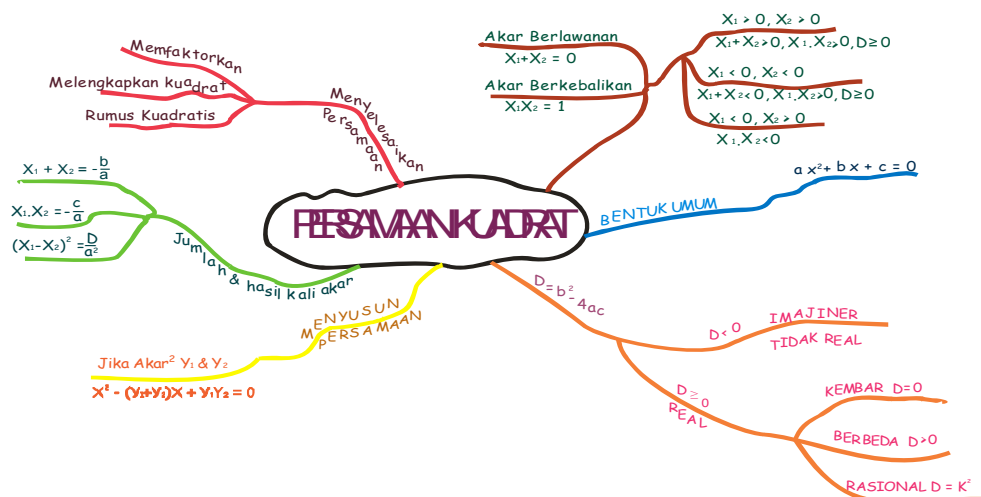 PERSAMAAN KUADRAT
Menyelesaikan
Persamaan
Memfaktorkan
Melengkapkan kuadrat
Rumus Kuadratis
Akar Berlawanan
X₁+X₂ = 0
Akar Berkebalikan
X₁X₂ = 1
X₁ > 0, X₂ > 0
X₁+X₂>0, X₁.X₂>0, D≥0
X₁ < 0, X₂ < 0
X₁+X₂<0, X₁.X₂>0, D≥0
X₁ < 0, X₂ > 0
X₁.X₂<0
BENTUK UMUM
a x²+ b x + c = 0
D=b²-4ac
D<0
IMAJINER
TIDAK REAL
D≥0
REAL
KEMBAR D=0
BERBEDA D>0
RASIONAL D = K²
MENYUSUN
PERSAMAAN
Jika Akar² Y₁ & Y₂
X² - (Y₁+Y₂)X + Y₁Y₂ = 0
Jumlah & hasil kali akar
X₁ + X₂ = -b/a
X₁.X₂ =-c/a
(X₁-X₂)² =D/a²